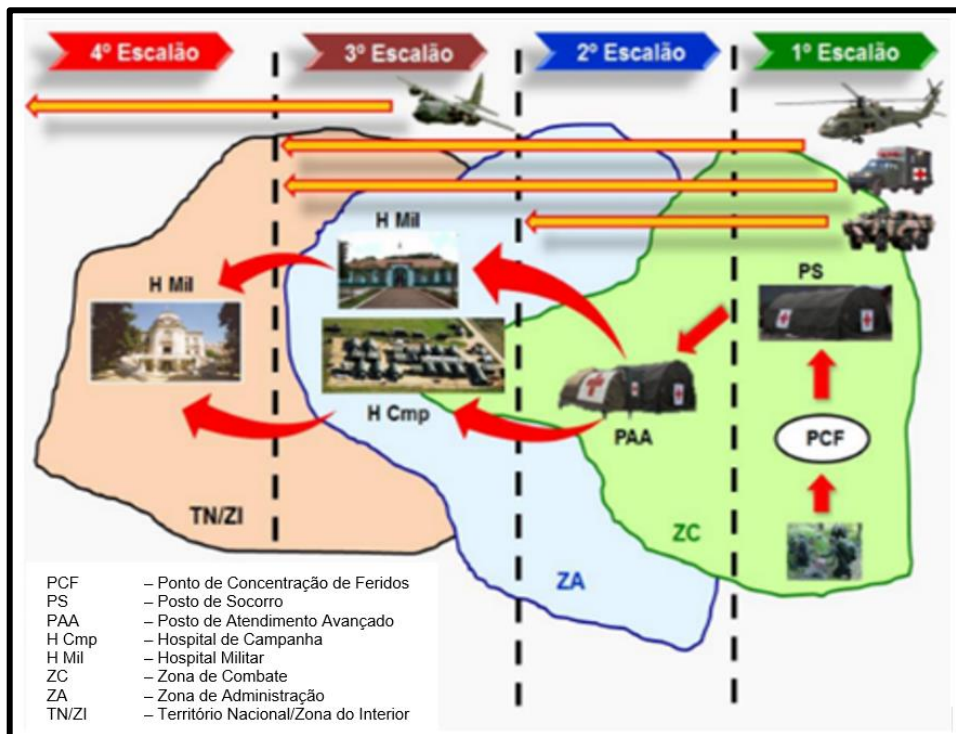 4º Escalão
3º Escalão
2º Escalão
1º Escalão
H Mil
H Mil
PS
H Cmp
PAA
PCF
TN/ZI
ZC
ZA
PCF – Ponto de Concentração de Feridos
PS – Posto de Socorro
PAA – Posto de Atendimento Avançado
H Cmp – Hospital de Campanha
H Mil – Hospital Militar
ZC – Zona de Combate
ZA – Zona de Administração
TN/ZI – Território Nacional/Zona do Interior